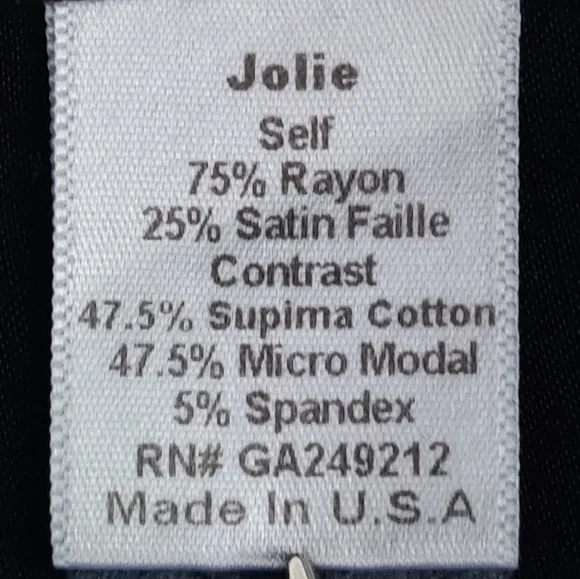 Jolie
Self
75% Rayon
25% Satin Faille
Contrast
47.5% Supima Cotton
47.5% Micro Modal
5% Spandex
RN# GA249212
Made In U.S.A